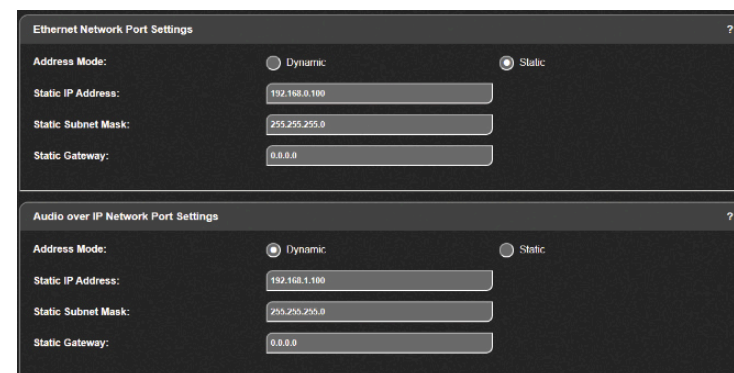 Ethernet Network Port Settings ?
Address Mode: Dynamic Static
Static IP Address: 192.168.0.100
Static Subnet Mask: 255.255.255.0
Static Gateway: 0.0.0.0
Audio over IP Network Port Settings ?
Address Mode: Dynamic Static
Static IP Address: 192.168.1.100
Static Subnet Mask: 255.255.255.0
Static Gateway: 0.0.0.0